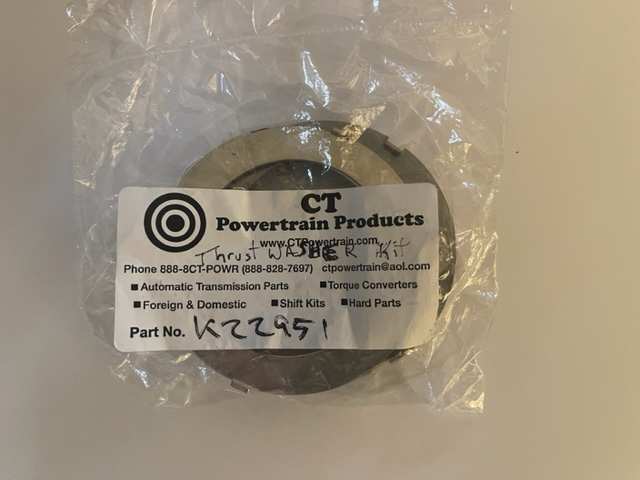 CT
Powertrain Products
www.CTPowertrain.com
Thrust WASHER Kit
Phone 888-8CT-POWR (888-828-7697) ctpowertrain@aol.com
■ Automatic Transmission Parts ■ Torque Converters
■ Foreign & Domestic ■ Shift Kits ■ Hard Parts
Part No. K22951